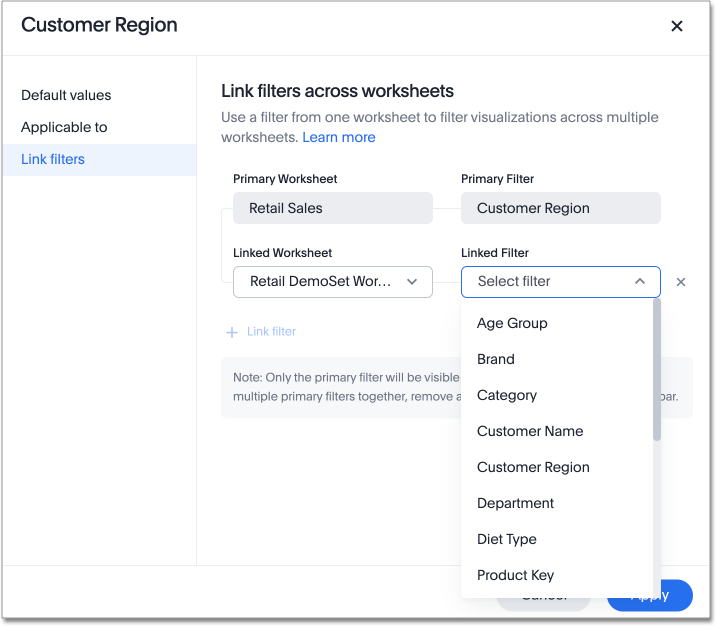 Customer Region
Default values
Applicable to
Link filters
Link filters across worksheets
Use a filter from one worksheet to filter visualizations across multiple
worksheets. Learn more
Primary Worksheet
Primary Filter
Retail Sales
Customer Region
Linked Worksheet
Linked Filter
Retail DemoSet Wor...
Select filter
Link filter
Note: Only the primary filter will be visible
multiple primary filters together, remove
bar.
Age Group
Brand
Category
Customer Name
Customer Region
Department
Diet Type
Product Key
Cancel
Apply